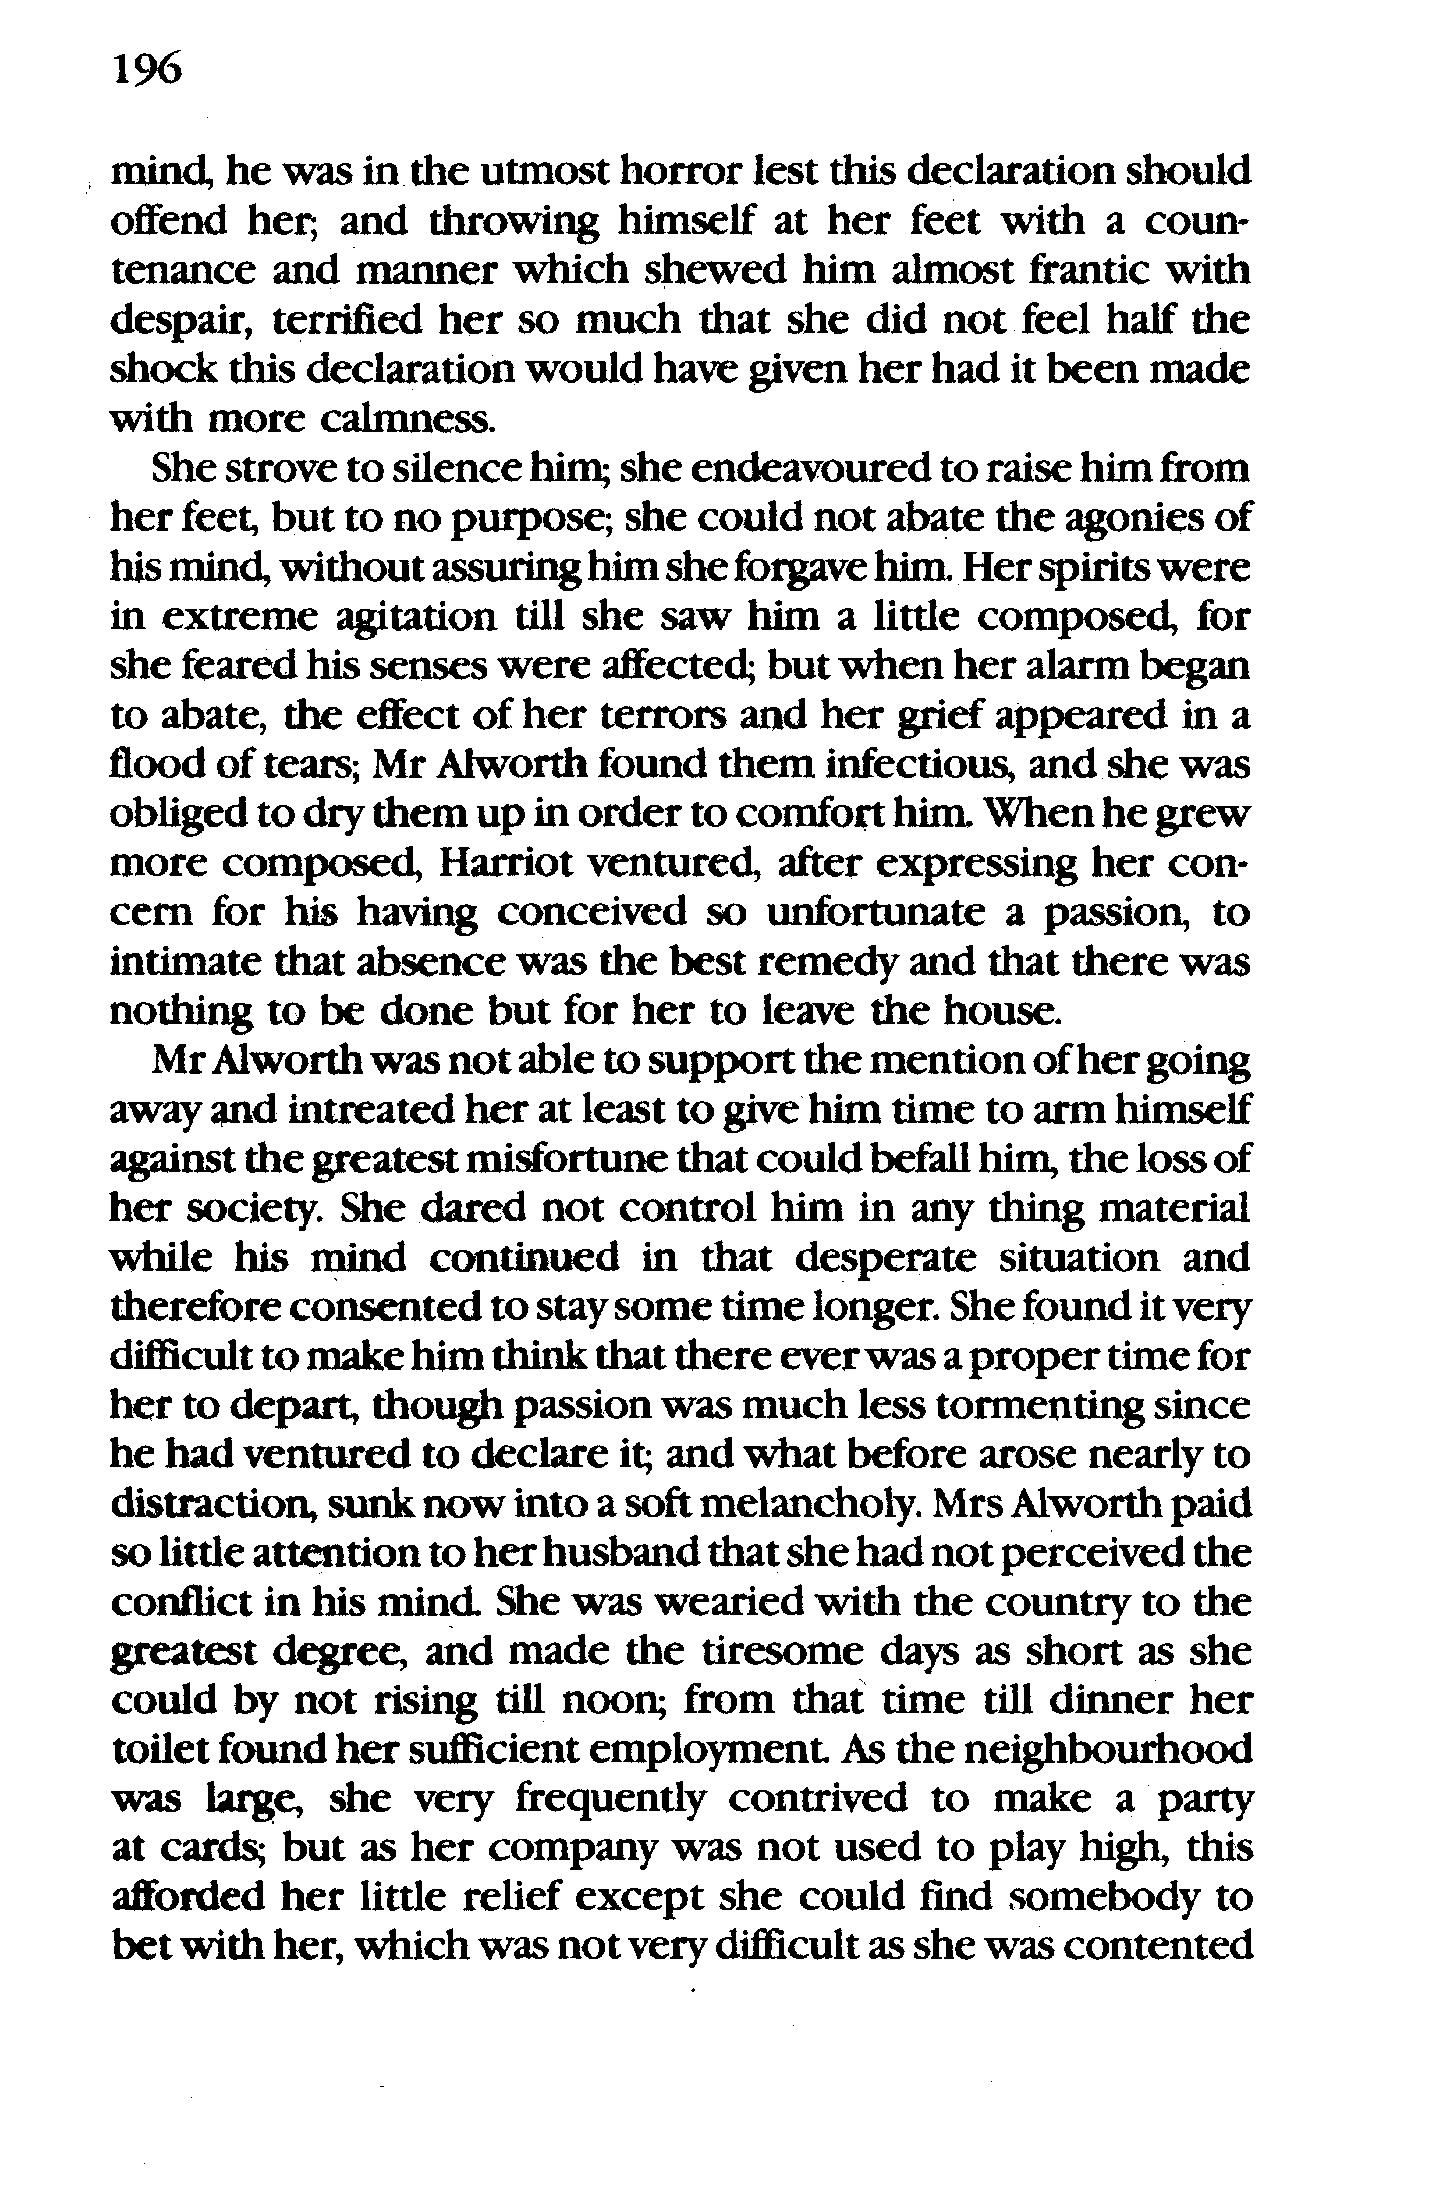 196
mind, he was in the utmost horror lest this declaration should
offend her; and throwing himself at her feet with a coun-
tenance and manner which shewed him almost frantic with
despair, terrified her so much that she did not feel half the
shock this declaration would have given her had it been made
with more calmness.
She strove to silence him; she endeavoured to raise him from
her feet, but to no purpose; she could not abate the agonies of
his mind, without assuring him she forgave him. Her spirits were
in extreme agitation till she saw him a little composed, for
she feared his senses were affected; but when her alarm began
to abate, the effect of her terrors and her grief appeared in a
flood of tears; Mr Alworth found them infectious, and she was
obliged to dry them up in order to comfort him. When he grew
more composed, Harriot ventured, after expressing her con-
cern for his having conceived so unfortunate a passion, to
intimate that absence was the best remedy and that there was
nothing to be done but for her to leave the house.
Mr Alworth was not able to support the mention of her going
away and intreated her at least to give him time to arm himself
against the greatest misfortune that could befall him, the loss of
her society. She dared not control him in any thing material
while his mind continued in that desperate situation and
therefore consented to stay some time longer. She found it very
difficult to make him think that there ever was a proper time for
her to depart, though passion was much less tormenting since
he had ventured to declare it; and what before arose nearly to
distraction, sunk now into a soft melancholy. Mrs Alworth paid
so little attention to her husband that she had not perceived the
conflict in his mind. She was wearied with the country to the
greatest degree, and made the tiresome days as short as she
could by not rising till noon; from that time till dinner her
toilet found her sufficient employment. As the neighbourhood
was large, she very frequently contrived to make a party
at cards; but as her company was not used to play high, this
afforded her little relief except she could find somebody to
bet with her, which was not very difficult as she was contented